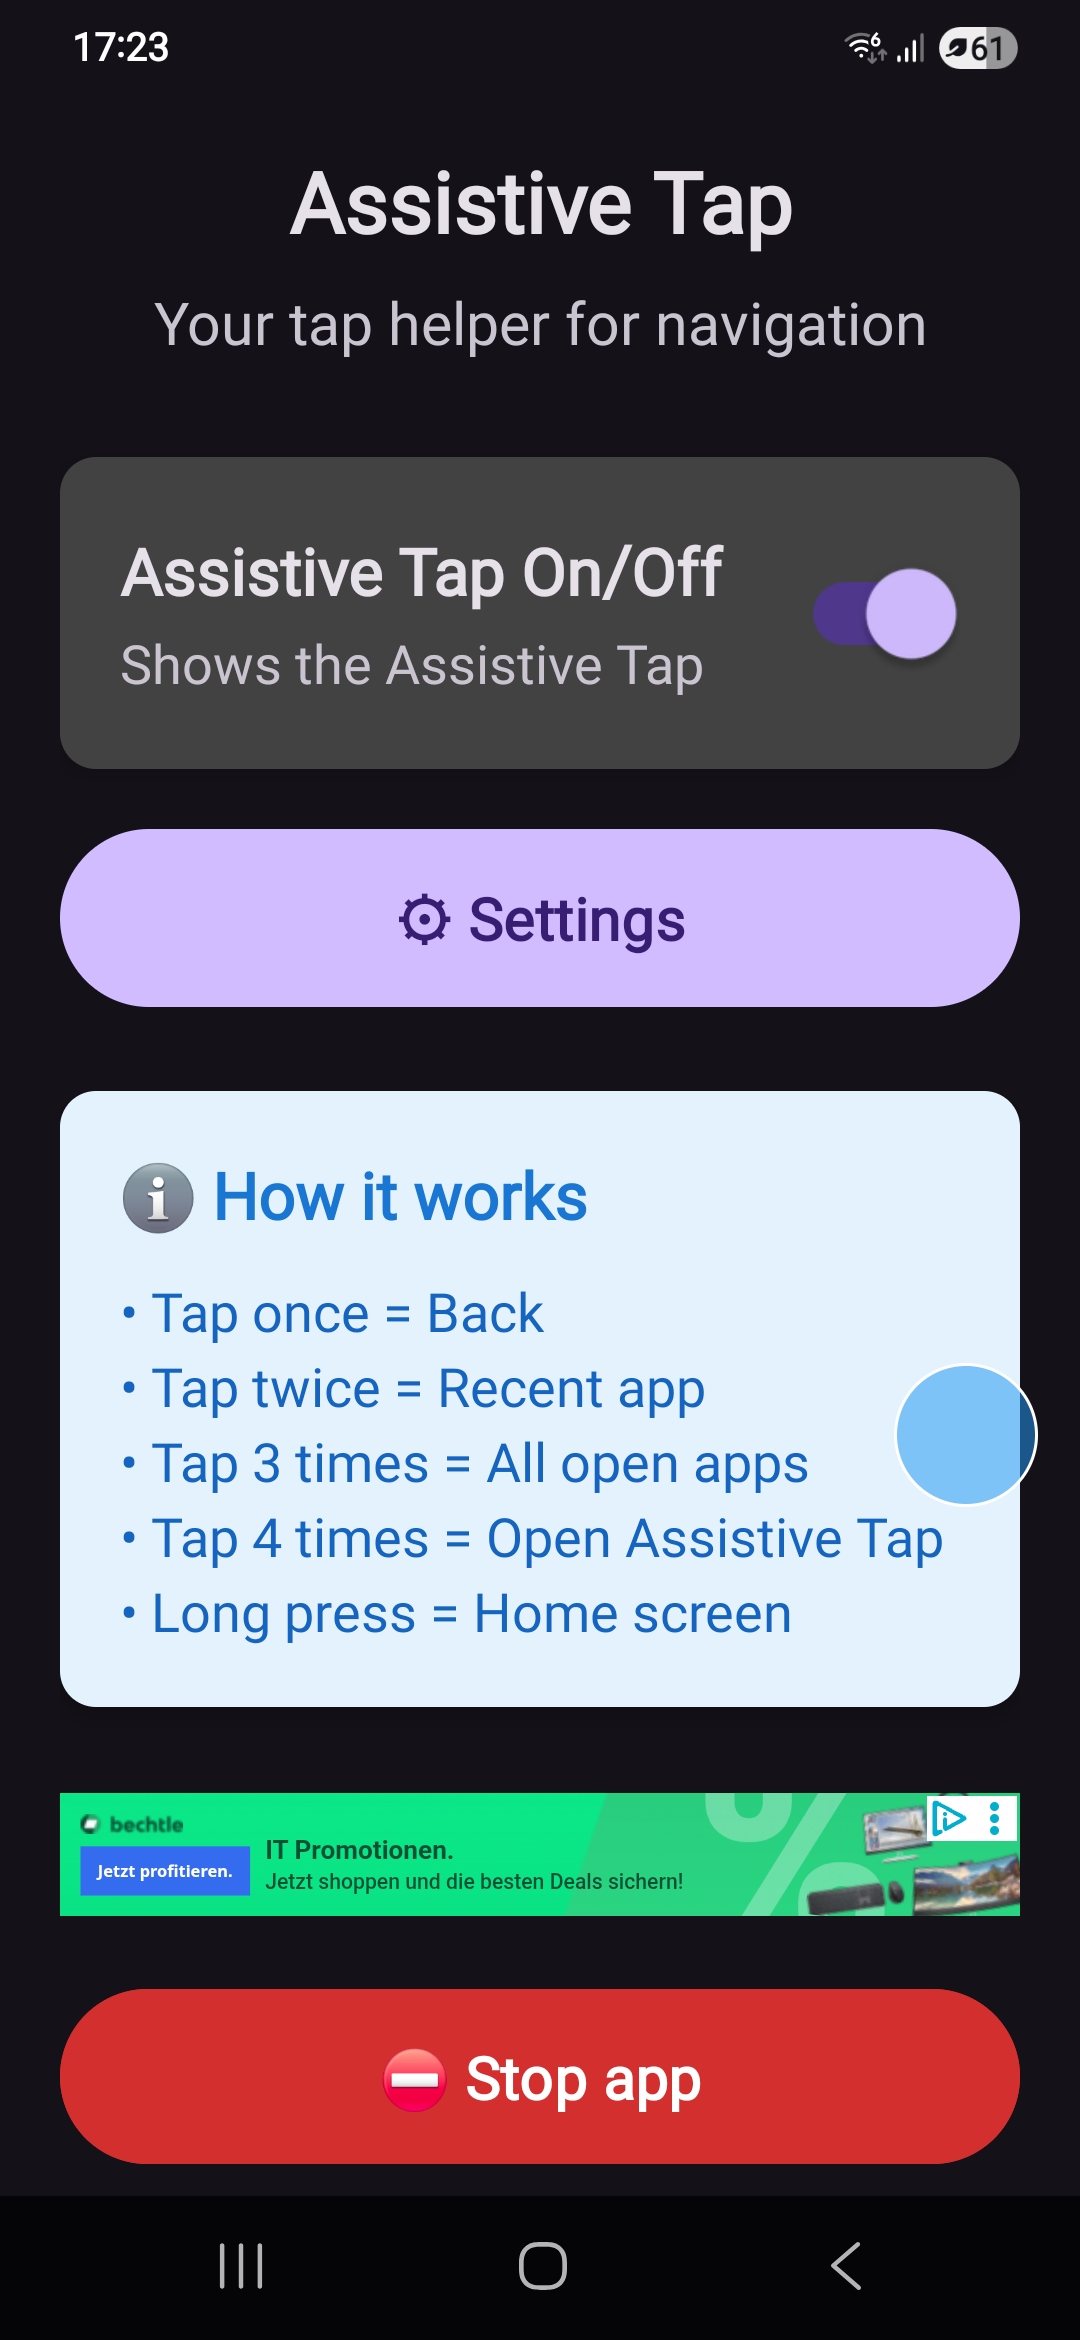 17:23
6
61
Assistive Tap
Your tap helper for navigation
Assistive Tap On/Off
Shows the Assistive Tap
⚙ Settings
ℹ How it works
• Tap once = Back
• Tap twice = Recent app
• Tap 3 times = All open apps
• Tap 4 times = Open Assistive Tap
• Long press = Home screen
bechtle
Jetzt profitieren.
IT Promotionen.
Jetzt shoppen und die besten Deals sichern!
%
⛔ Stop app